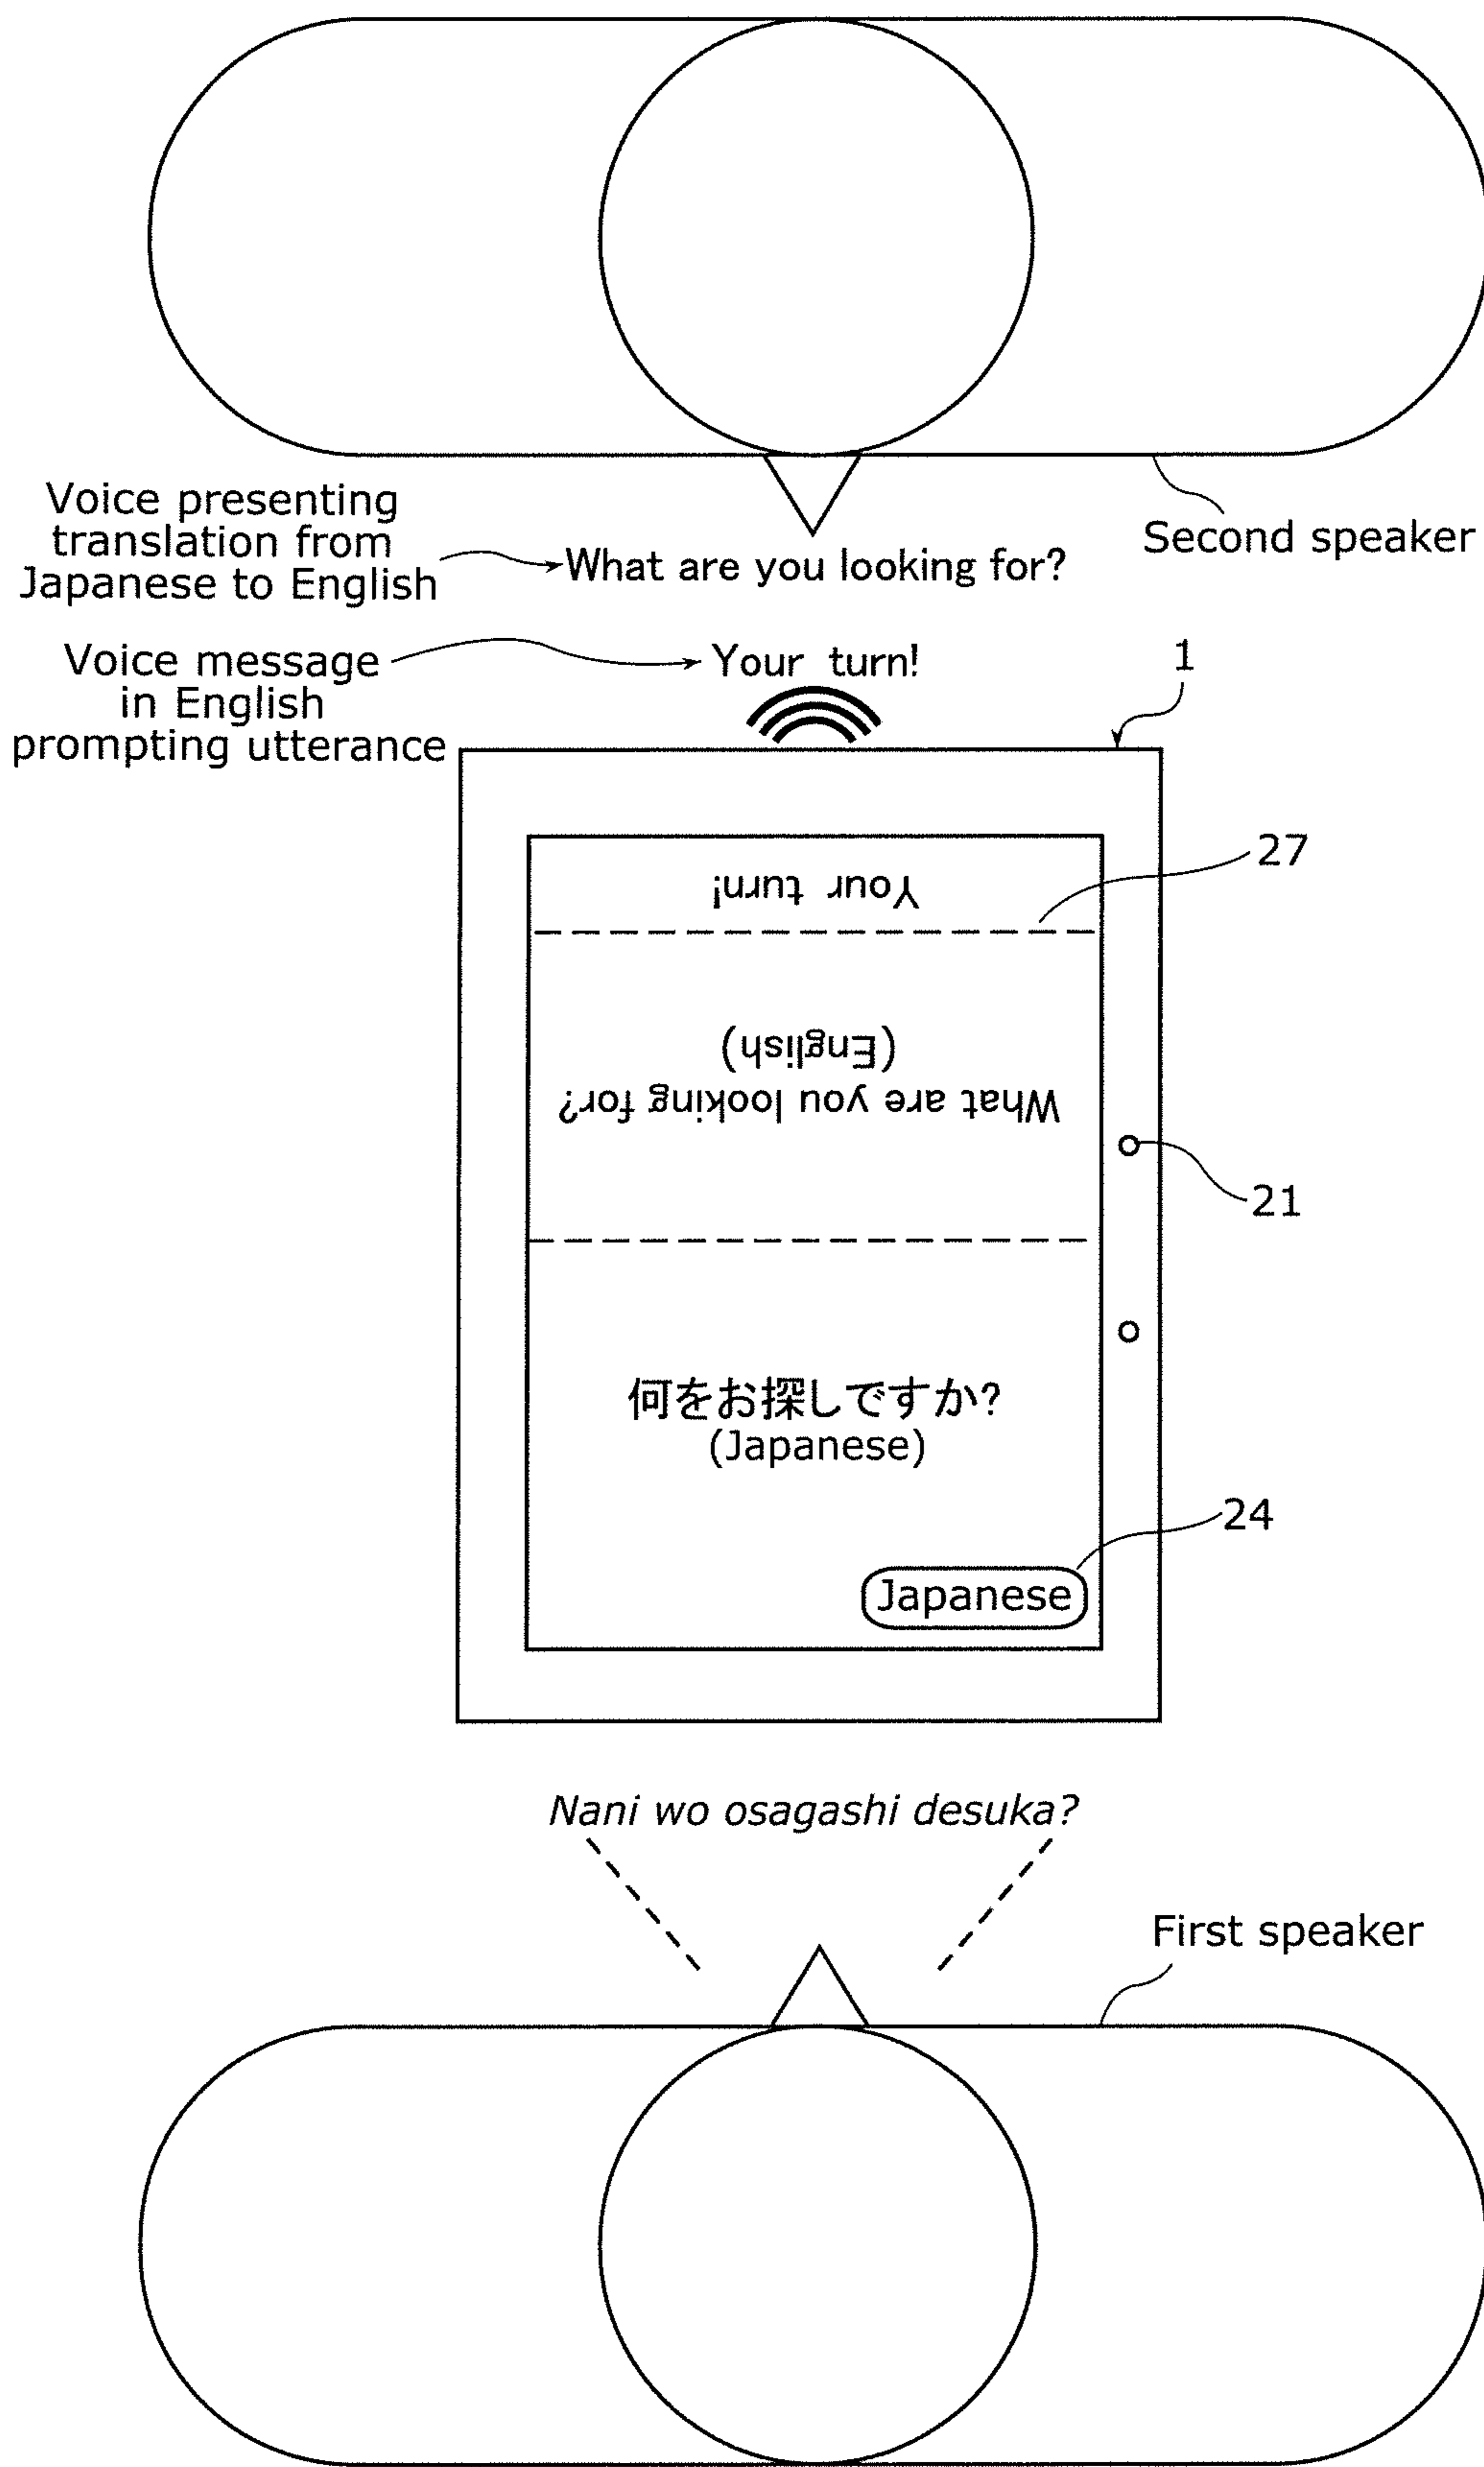 Voice presenting
translation from
Japanese to English
What are you looking for?
Second speaker
Voice message
in English
prompting utterance
Your turn!
1
27
Your turn!
What are you looking for?
(English)
21
何をお探しですか?
(Japanese)
24
Japanese
Nani wo osagashi desuka?
First speaker